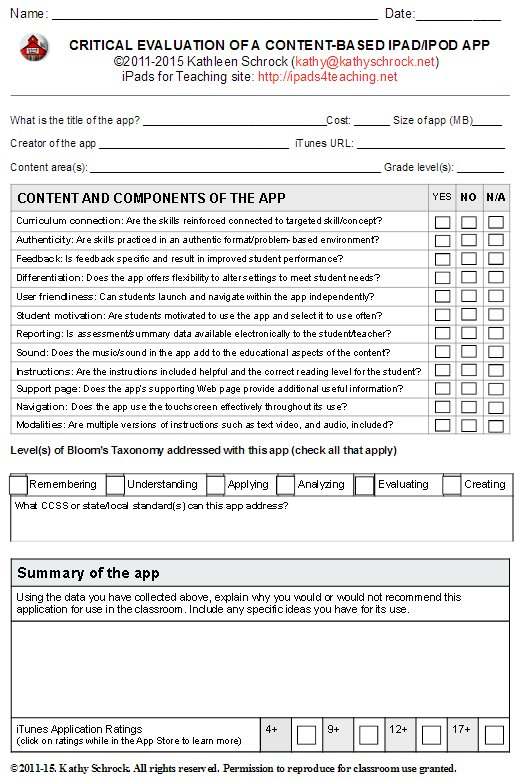 Name: ____________________________________________ Date:____________
CRITICAL EVALUATION OF A CONTENT-BASED IPAD/IPOD APP
©2011-2015 Kathleen Schrock (kathy@kathyschrock.net)
iPads for Teaching site: http://ipads4teaching.net
What is the title of the app? ______________________________Cost: ______ Size of app (MB)_____
Creator of the app ______________________________ iTunes URL: _______________________
Content area(s): ______________________________________________ Grade level(s): ________
CONTENT AND COMPONENTS OF THE APP YES NO N/A
Curriculum connection: Are the skills reinforced connected to targeted skill/concept?
Authenticity: Are skills practiced in an authentic format/problem-based environment?
Feedback: Is feedback specific and result in improved student performance?
Differentiation: Does the app offers flexibility to alter settings to meet student needs?
User friendliness: Can students launch and navigate within the app independently?
Student motivation: Are students motivated to use the app and select it to use often?
Reporting: Is assessment/summary data available electronically to the student/teacher?
Sound: Does the music/sound in the app add to the educational aspects of the content?
Instructions: Are the instructions included helpful and the correct reading level for the student?
Support page: Does the app's supporting Web page provide additional useful information?
Navigation: Does the app use the touchscreen effectively throughout its use?
Modalities: Are multiple versions of instructions such as text video, and audio, included?
Level(s) of Bloom's Taxonomy addressed with this app (check all that apply)
Remembering Understanding Applying Analyzing Evaluating Creating
What CCSS or state/local standard(s) can this app address?
Summary of the app
Using the data you have collected above, explain why you would or would not recommend this
application for use in the classroom. Include any specific ideas you have for its use.
iTunes Application Ratings 4+ 9+ 12+ 17+
(click on ratings while in the App Store to learn more)
©2011-15. Kathy Schrock. All rights reserved. Permission to reproduce for classroom use granted.